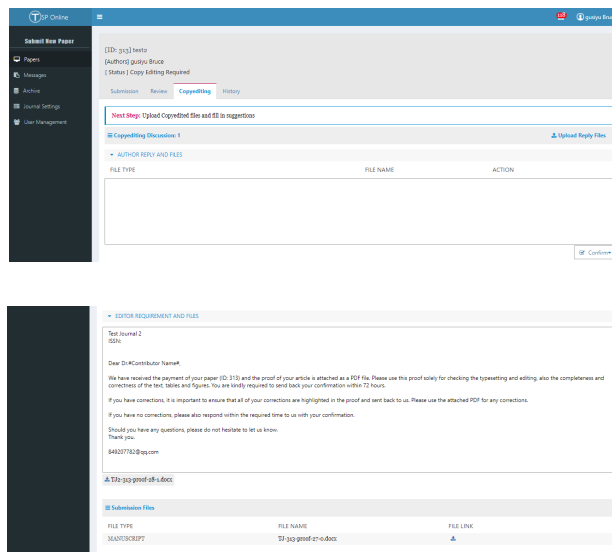 TSP Online
gusiyu Bruc
Submit New Paper
Papers
Messages
Archive
Journal Settings
User Management
[ID: 313] test2
[Authors] gusiyu Bruce
[ Status ] Copy Editing Required
Submission Review Copyediting History
Next Step: Upload Copyedited files and fill in suggestions
Copyediting Discussion: 1 Upload Reply Files
AUTHOR REPLY AND FILES
FILE TYPE FILE NAME ACTION
Confirm
EDITOR REQUIREMENT AND FILES
Test Journal 2
ISSN:
Dear Dr.#Contributor Name#,
We have received the payment of your paper (ID: 313) and the proof of your article is attached as a PDF file. Please use this proof solely for checking the typesetting and editing, also the completeness and
correctness of the text, tables and figures. You are kindly required to send back your confirmation within 72 hours.
If you have corrections, it is important to ensure that all of your corrections are highlighted in the proof and sent back to us. Please use the attached PDF for any corrections.
If you have no corrections, please also respond within the required time to us with your confirmation.
Should you have any questions, please do not hesitate to let us know.
Thank you.
849207782@qq.com
TJ2-313-proof-28-1.docx
Submission Files
FILE TYPE FILE NAME FILE LINK
MANUSCRIPT TJ-313-proof-27-0.docx